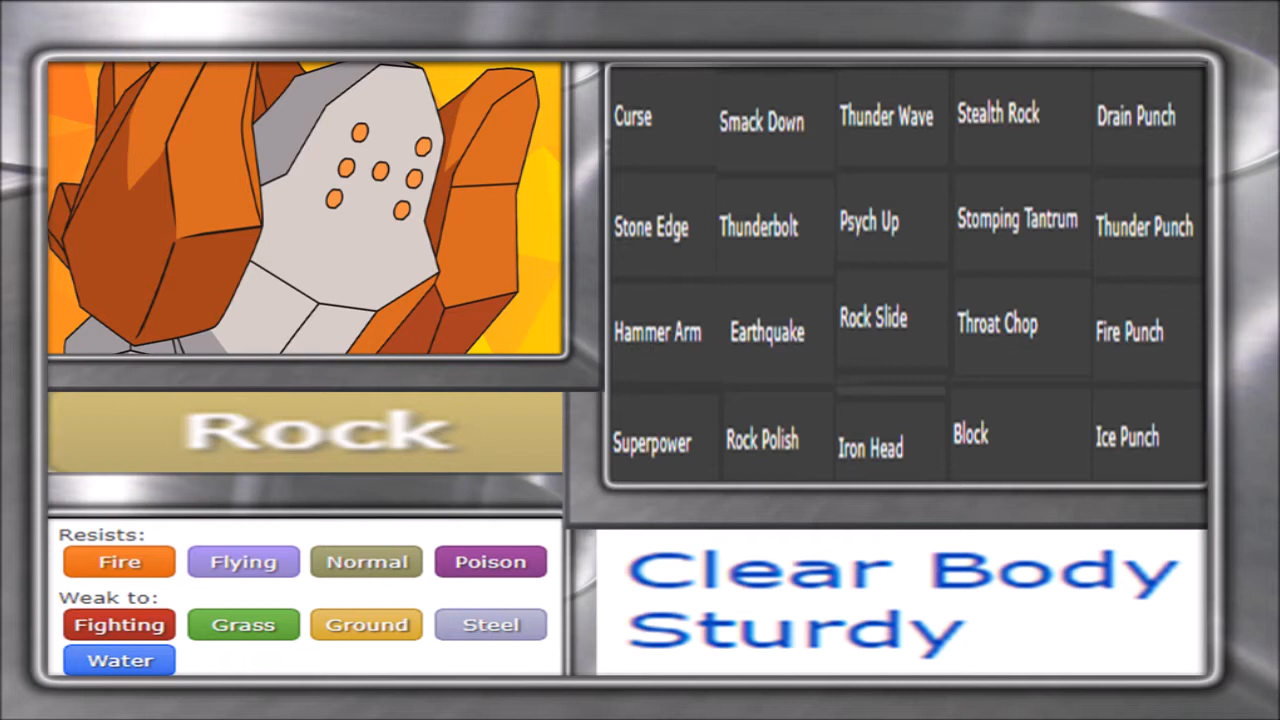 Curse Smack Down Thunder Wave Stealth Rock Drain Punch
Stone Edge Thunderbolt Psych Up Stomping Tantrum Thunder Punch
Hammer Arm Earthquake Rock Slide Throat Chop Fire Punch
Superpower Rock Polish Iron Head Block Ice Punch
Rock
Resists:
Fire Flying Normal Poison
Weak to:
Fighting Grass Ground Steel
Water
Clear Body
Sturdy